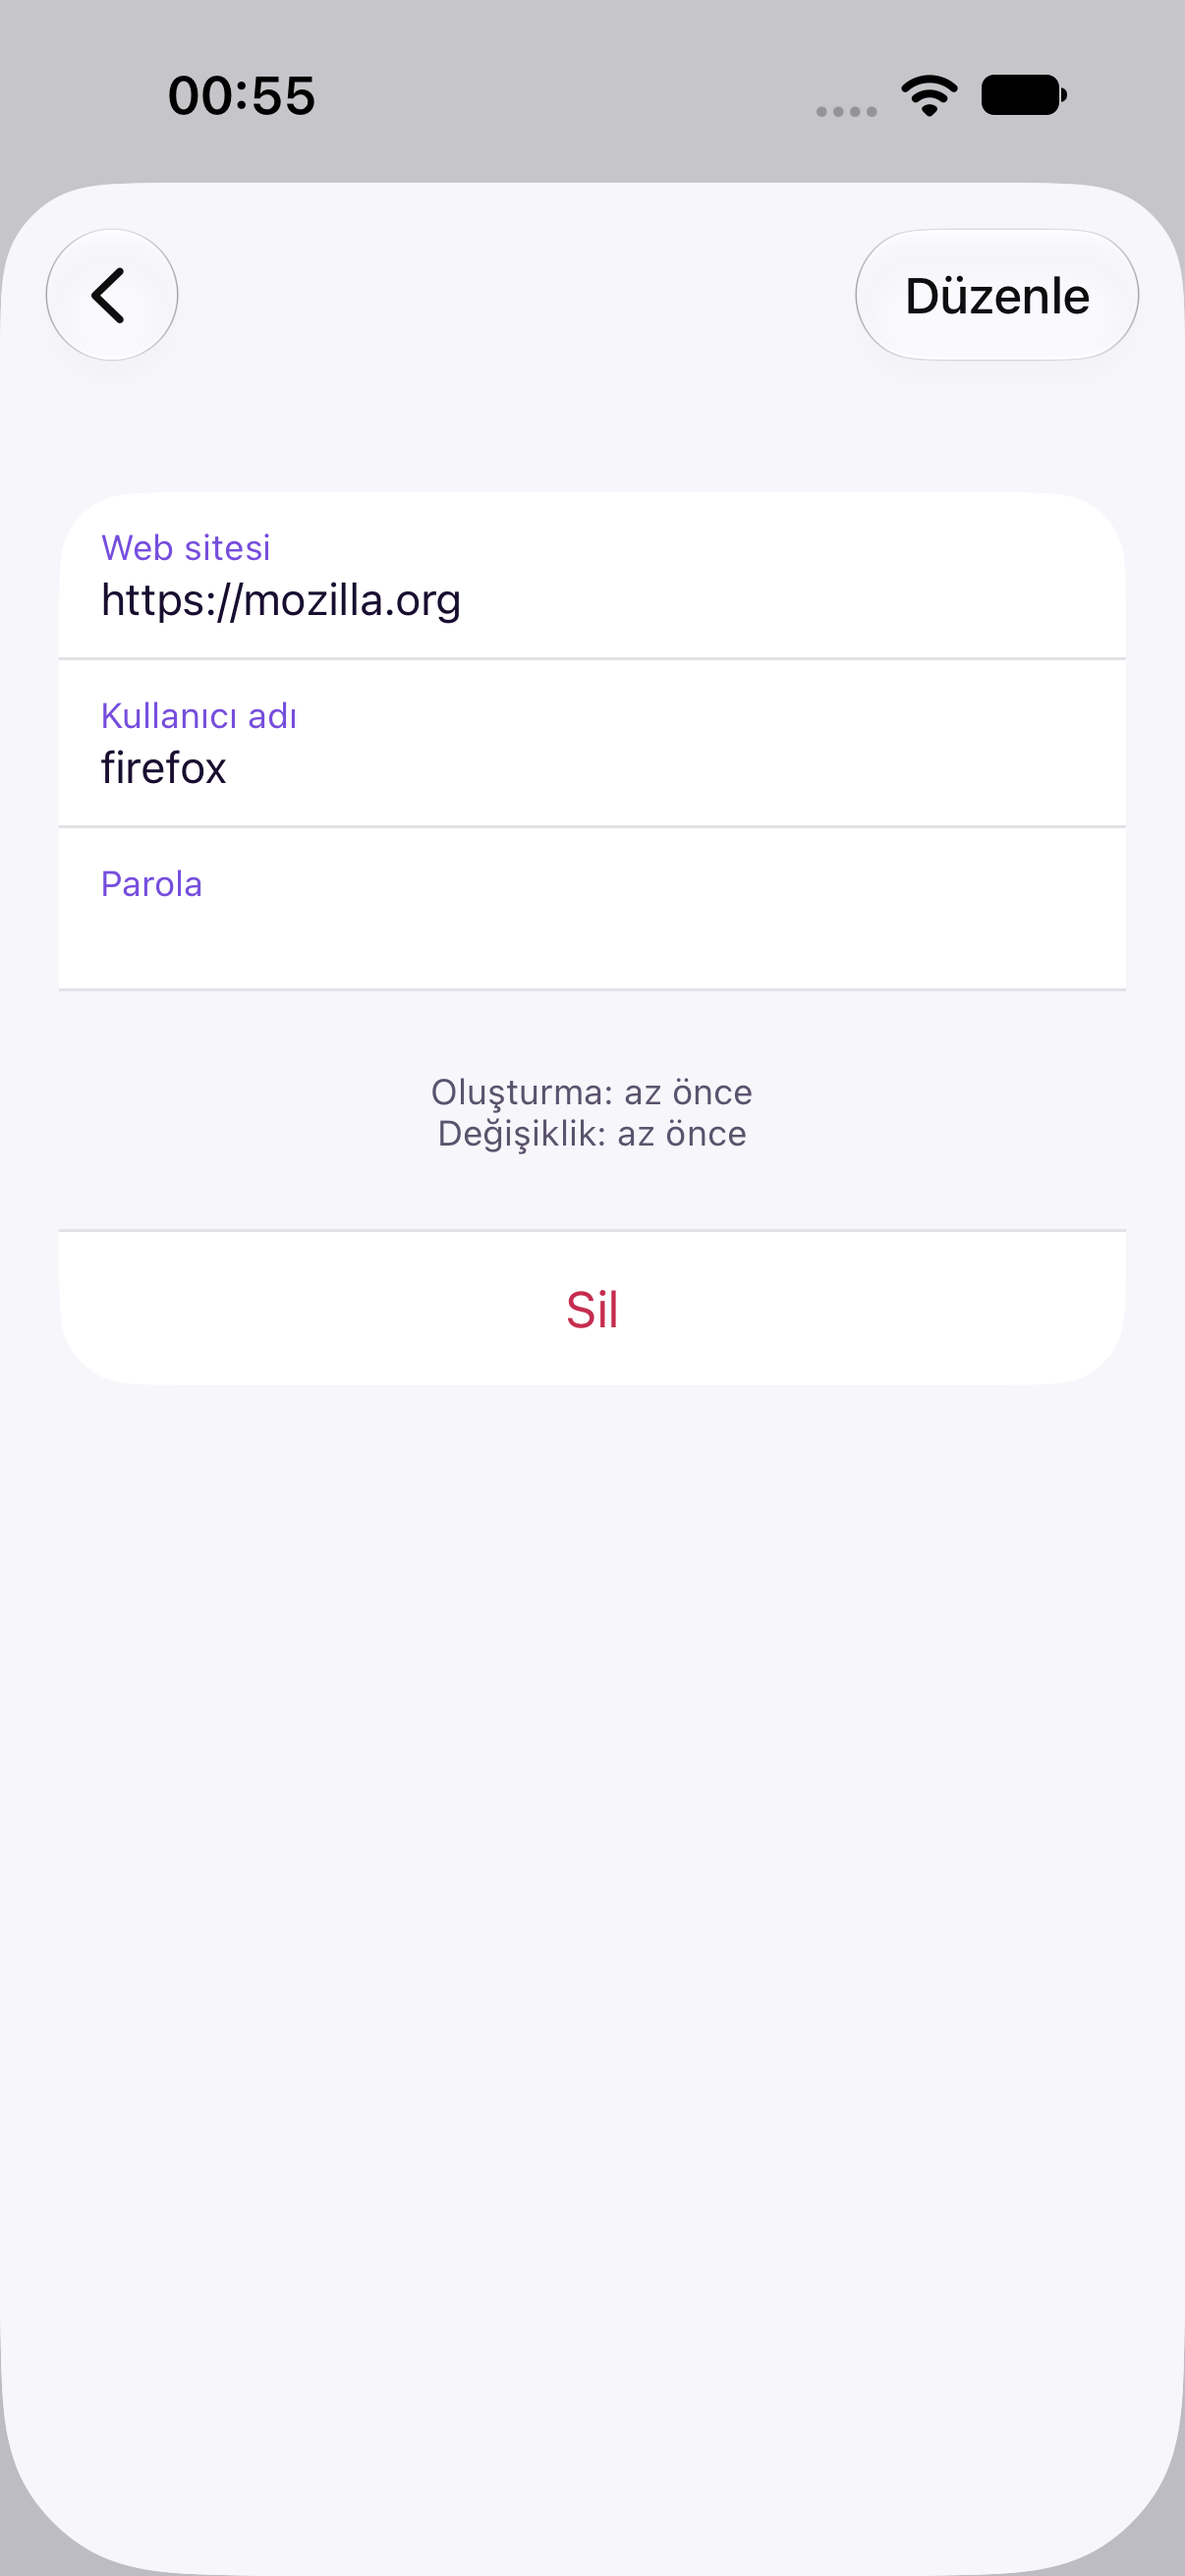 00:55
Düzenle
Web sitesi
https://mozilla.org
Kullanıcı adı
firefox
Parola
Oluşturma: az önce
Değişiklik: az önce
Sil